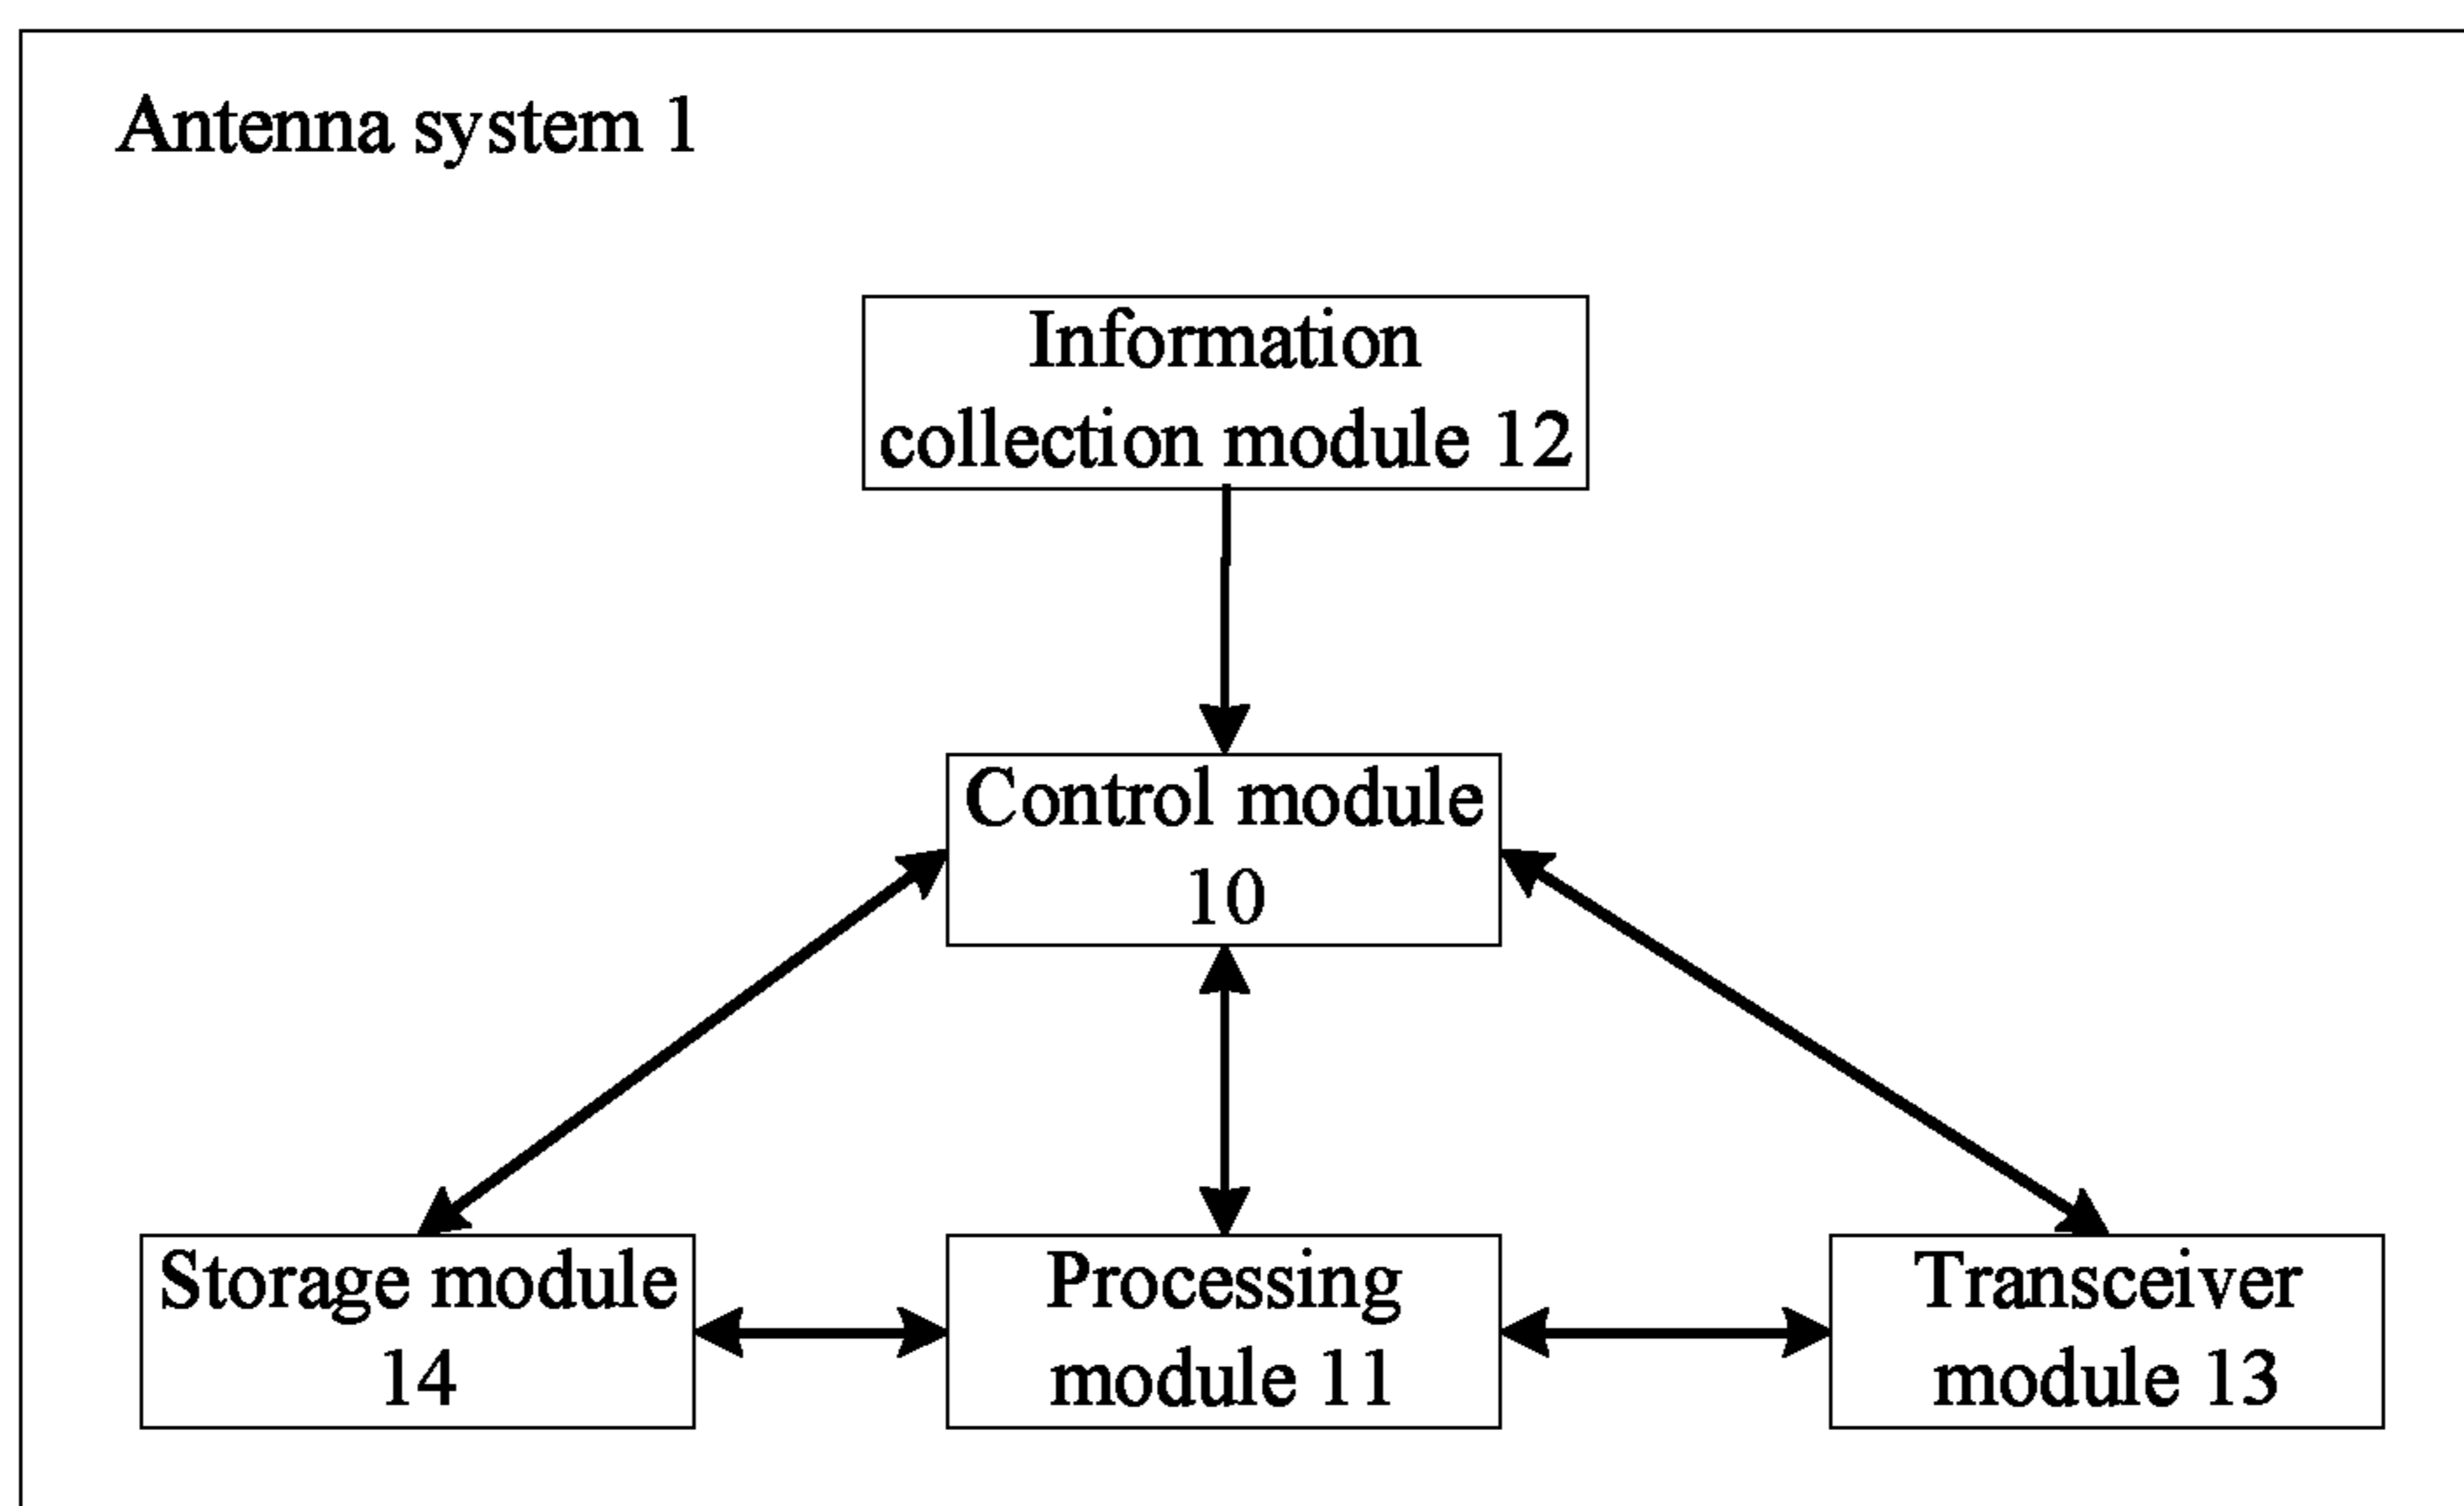 Antenna system 1
Information
collection module 12
Control module
10
Storage module
14
Processing
module 11
Transceiver
module 13